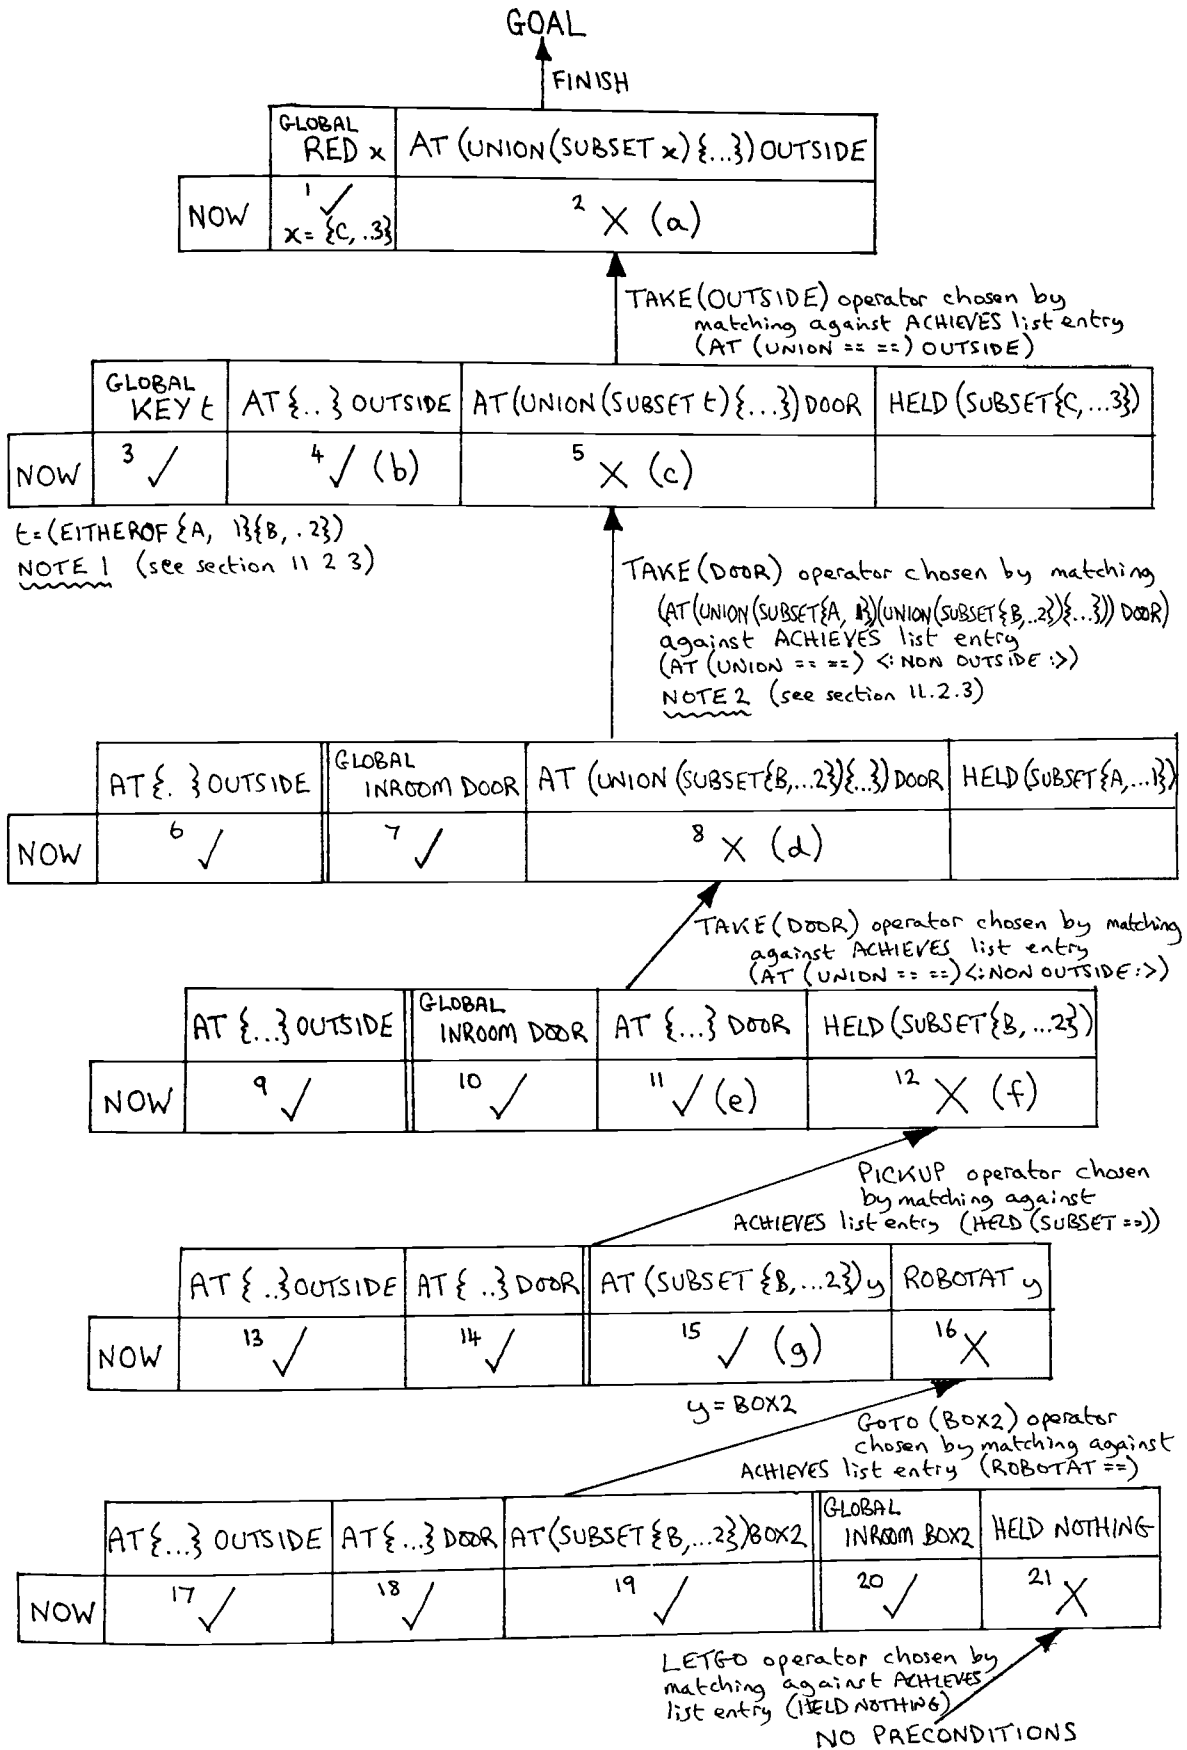 GOAL
FINISH
GLOBAL
RED x
AT (UNION (SUBSET x) {...}) OUTSIDE
NOW
1 ✓
x = {C, .3}
2 X (a)
TAKE (OUTSIDE) operator chosen by
matching against ACHIEVES list entry
(AT (UNION == ==) OUTSIDE)
GLOBAL
KEY t
AT {..} OUTSIDE
AT (UNION (SUBSET t) {...}) DOOR
HELD (SUBSET {C, ...3})
NOW
3 ✓
4 ✓ (b)
5 X (c)
t = (EITHEROF {A, 1}{B, . 2})
NOTE 1 (see section 11 2 3)
TAKE (DOOR) operator chosen by matching
(AT (UNION (SUBSET {A, 1}) (UNION (SUBSET {B, ..2}) {...})) DOOR)
against ACHIEVES list entry
(AT (UNION == ==) <: NON OUTSIDE :>)
NOTE 2 (see section 11.2.3)
AT {. } OUTSIDE
GLOBAL
INROOM DOOR
AT (UNION (SUBSET {B, ...2}) {...}) DOOR
HELD (SUBSET {A, ...1})
NOW
6 ✓
7 ✓
8 X (d)
TAKE (DOOR) operator chosen by matching
against ACHIEVES list entry
(AT (UNION == ==) <: NON OUTSIDE :>)
AT {...} OUTSIDE
GLOBAL
INROOM DOOR
AT {...} DOOR
HELD (SUBSET {B, ...2})
NOW
9 ✓
10 ✓
11 ✓ (e)
12 X (f)
PICKUP operator chosen
by matching against
ACHIEVES list entry (HELD (SUBSET ==))
AT { ..} OUTSIDE
AT { ..} DOOR
AT (SUBSET {B, ...2}) y
ROBOTAT y
NOW
13 ✓
14 ✓
15 ✓ (g)
16 X
y = BOX2
GOTO (BOX2) operator
chosen by matching against
ACHIEVES list entry (ROBOTAT ==)
AT {...} OUTSIDE
AT {...} DOOR
AT (SUBSET {B, ...2}) BOX2
GLOBAL
INROOM BOX2
HELD NOTHING
NOW
17 ✓
18 ✓
19 ✓
20 ✓
21 X
LETGO operator chosen by
matching against ACHIEVES
list entry (HELD NOTHING)
NO PRECONDITIONS